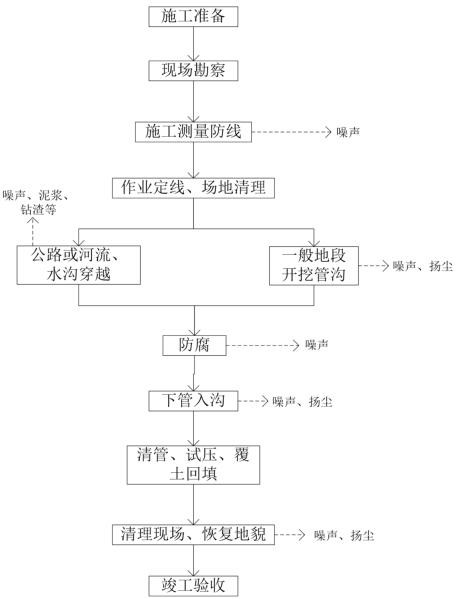 施工准备
现场勘察
施工测量防线
噪声
作业定线、场地清理
噪声、泥浆、
钻渣等
公路或河流、
水沟穿越
一般地段
开挖管沟
噪声、扬尘
防腐
噪声
下管入沟
噪声、扬尘
清管、试压、覆
土回填
清理现场、恢复地貌
噪声、扬尘
竣工验收